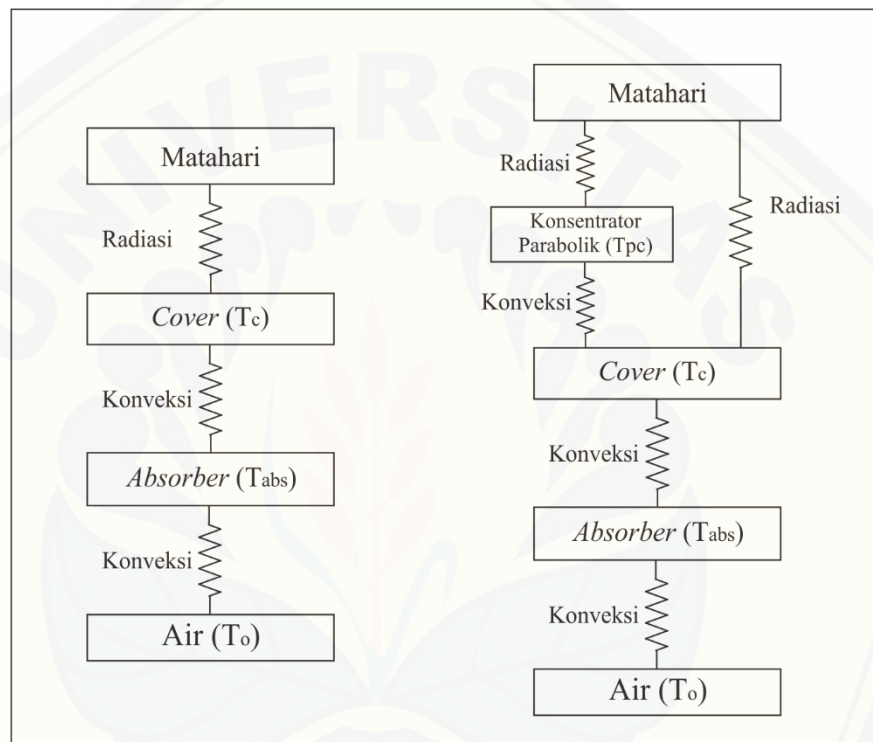 UNIVERSITAS
Matahari
Radiasi
Cover (Tc)
Konveksi
Absorber (Tabs)
Konveksi
Air (To)
Matahari
Radiasi
Radiasi
Konsentrator
Parabolik (Tpc)
Konveksi
Cover (Tc)
Konveksi
Absorber (Tabs)
Konveksi
Air (To)